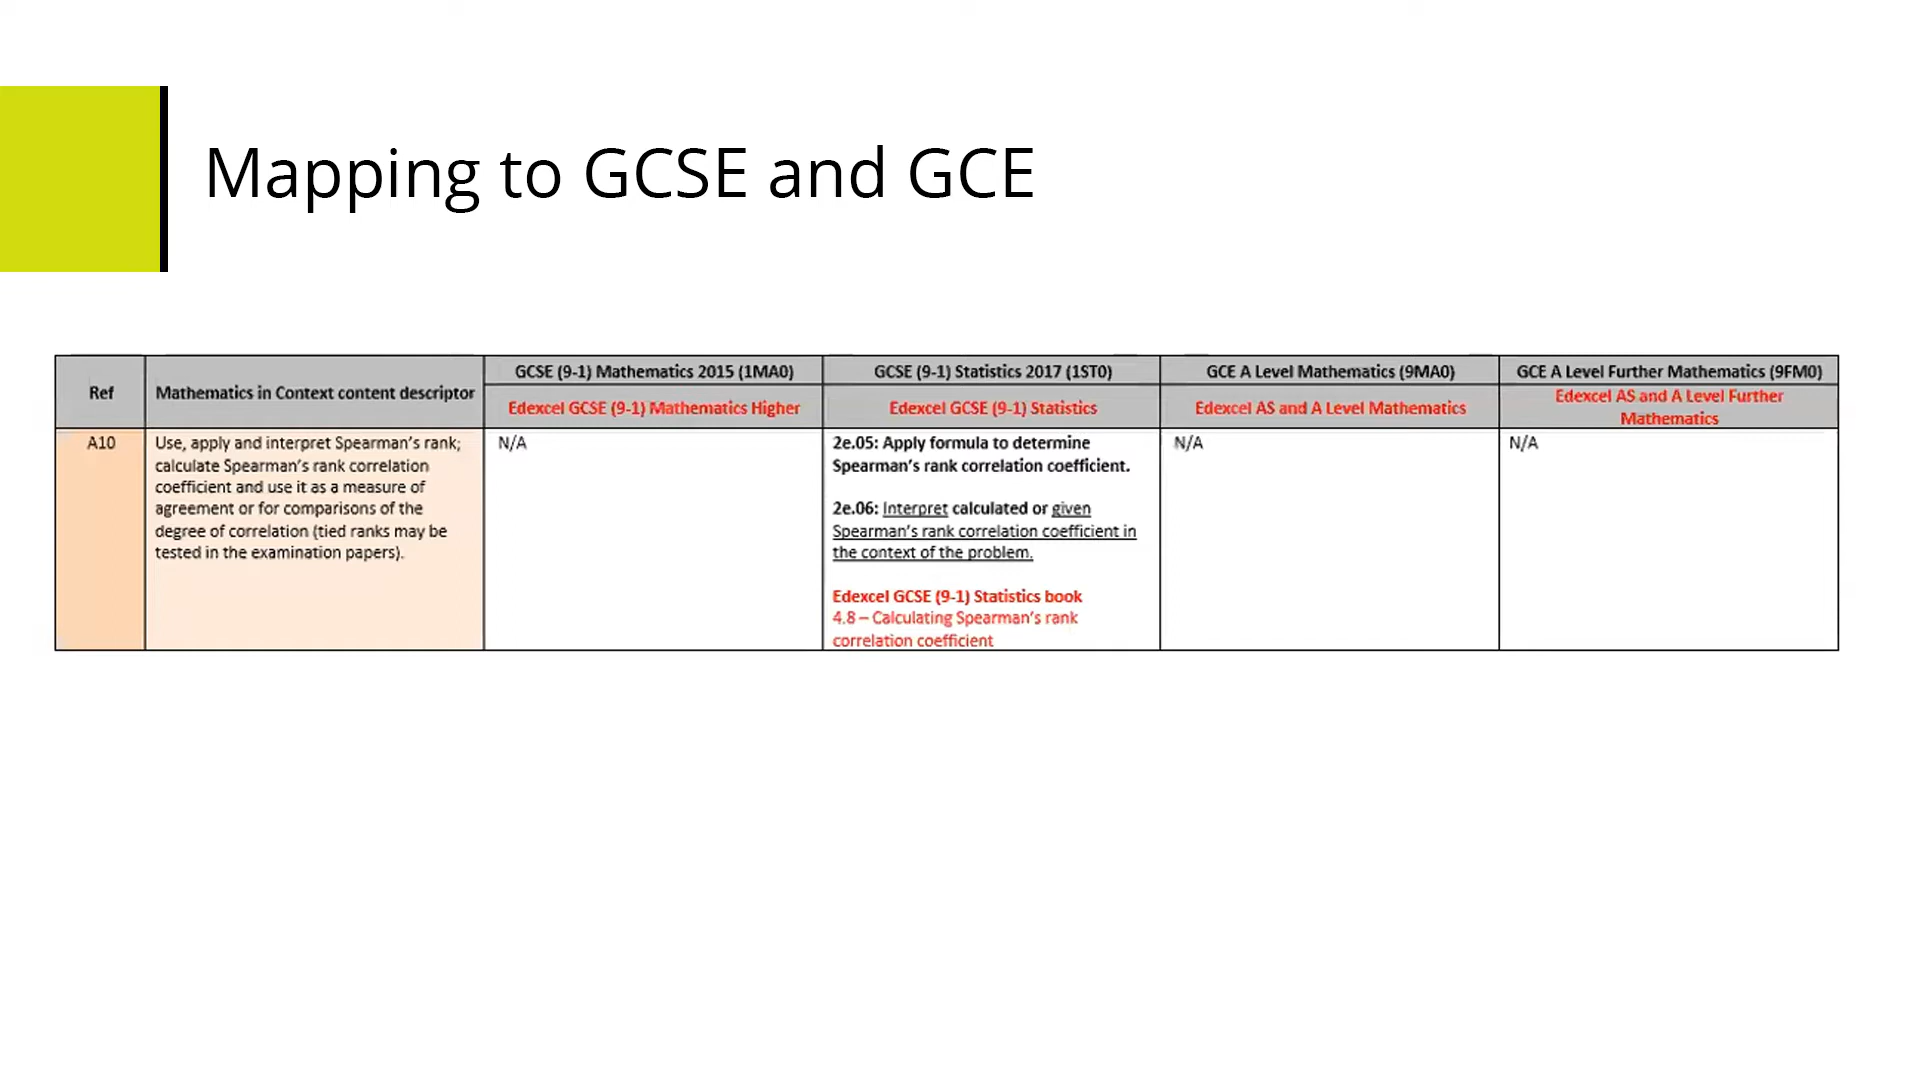 Mapping to GCSE and GCE
Ref
Mathematics in Context content descriptor
GCSE (9-1) Mathematics 2015 (1MA0)
GCSE (9-1) Statistics 2017 (1ST0)
GCE A Level Mathematics (9MA0)
GCE A Level Further Mathematics (9FM0)
Edexcel GCSE (9-1) Mathematics Higher
Edexcel GCSE (9-1) Statistics
Edexcel AS and A Level Mathematics
Edexcel AS and A Level Further
Mathematics
A10
Use, apply and interpret Spearman's rank;
calculate Spearman's rank correlation
coefficient and use it as a measure of
agreement or for comparisons of the
degree of correlation (tied ranks may be
tested in the examination papers).
N/A
2e.05: Apply formula to determine
Spearman's rank correlation coefficient.
2e.06: Interpret calculated or given
Spearman's rank correlation coefficient in
the context of the problem.
Edexcel GCSE (9-1) Statistics book
4.8 – Calculating Spearman's rank
correlation coefficient
N/A
N/A